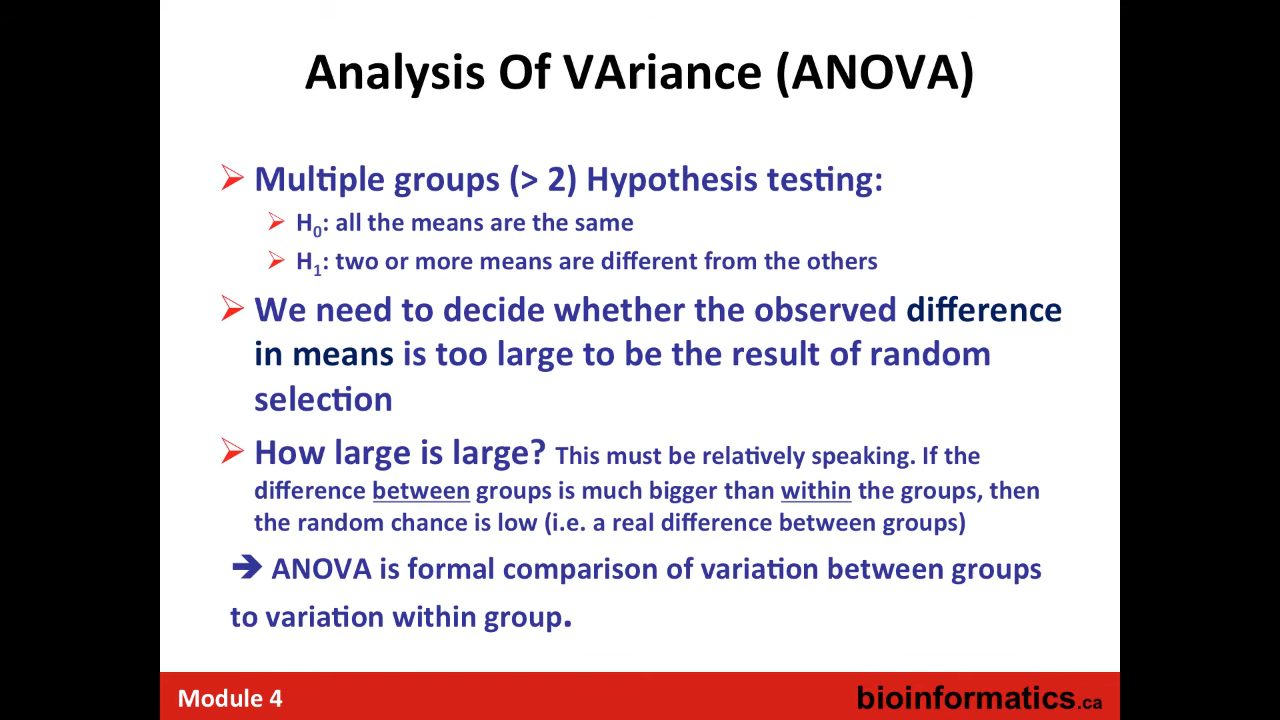 Analysis Of VAriance (ANOVA)
➢ Multiple groups (> 2) Hypothesis testing:
➢ H₀: all the means are the same
➢ H₁: two or more means are different from the others
➢ We need to decide whether the observed difference
in means is too large to be the result of random
selection
➢ How large is large? This must be relatively speaking. If the
difference between groups is much bigger than within the groups, then
the random chance is low (i.e. a real difference between groups)
➔ ANOVA is formal comparison of variation between groups
to variation within group.
Module 4
bioinformatics.ca